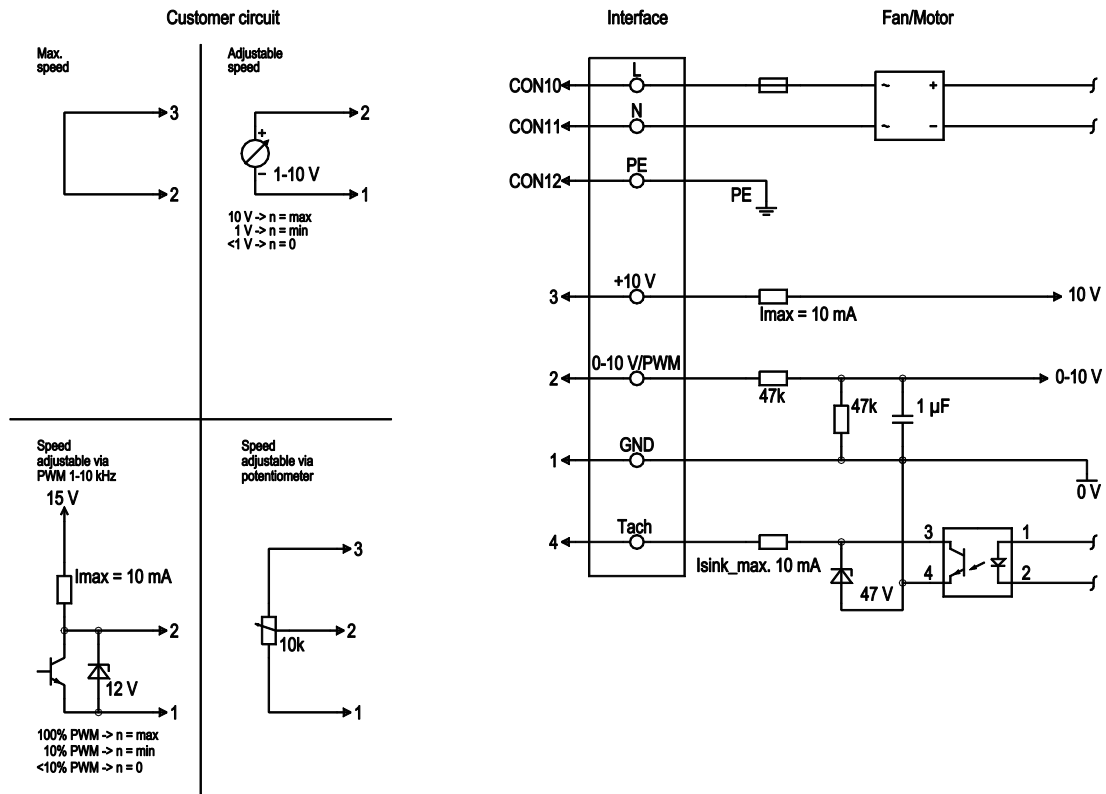 Customer circuit
Interface
Fan/Motor
Max.
speed
3
2
Adjustable
speed
2
+
–
1-10 V
1
10 V -> n = max
1 V -> n = min
<1 V -> n = 0
Speed
adjustable via
PWM 1-10 kHz
15 V
Imax = 10 mA
2
12 V
1
100% PWM -> n = max
10% PWM -> n = min
<10% PWM -> n = 0
Speed
adjustable via
potentiometer
3
2
10k
1
CON10
L
~
+
CON11
N
~
–
CON12
PE
PE
3
+10 V
Imax = 10 mA
10 V
2
0-10 V/PWM
47k
47k
1 µF
0-10 V
1
GND
0 V
4
Tach
Isink_max. 10 mA
47 V
3
1
4
2